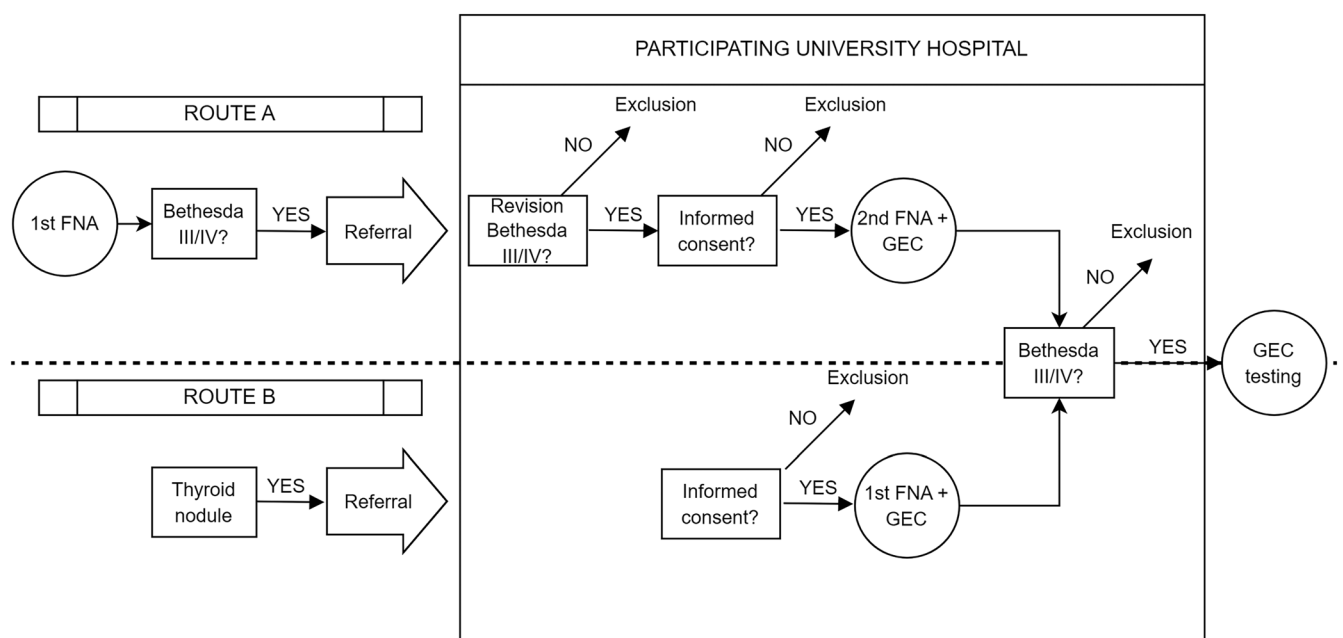 PARTICIPATING UNIVERSITY HOSPITAL
ROUTE A
Exclusion
Exclusion
NO
NO
1st FNA
Bethesda
III/IV?
YES
Referral
Revision
Bethesda
III/IV?
YES
Informed
consent?
YES
2nd FNA +
GEC
Exclusion
NO
Bethesda
III/IV?
YES
GEC
testing
ROUTE B
Exclusion
NO
Thyroid
nodule
YES
Referral
Informed
consent?
YES
1st FNA +
GEC